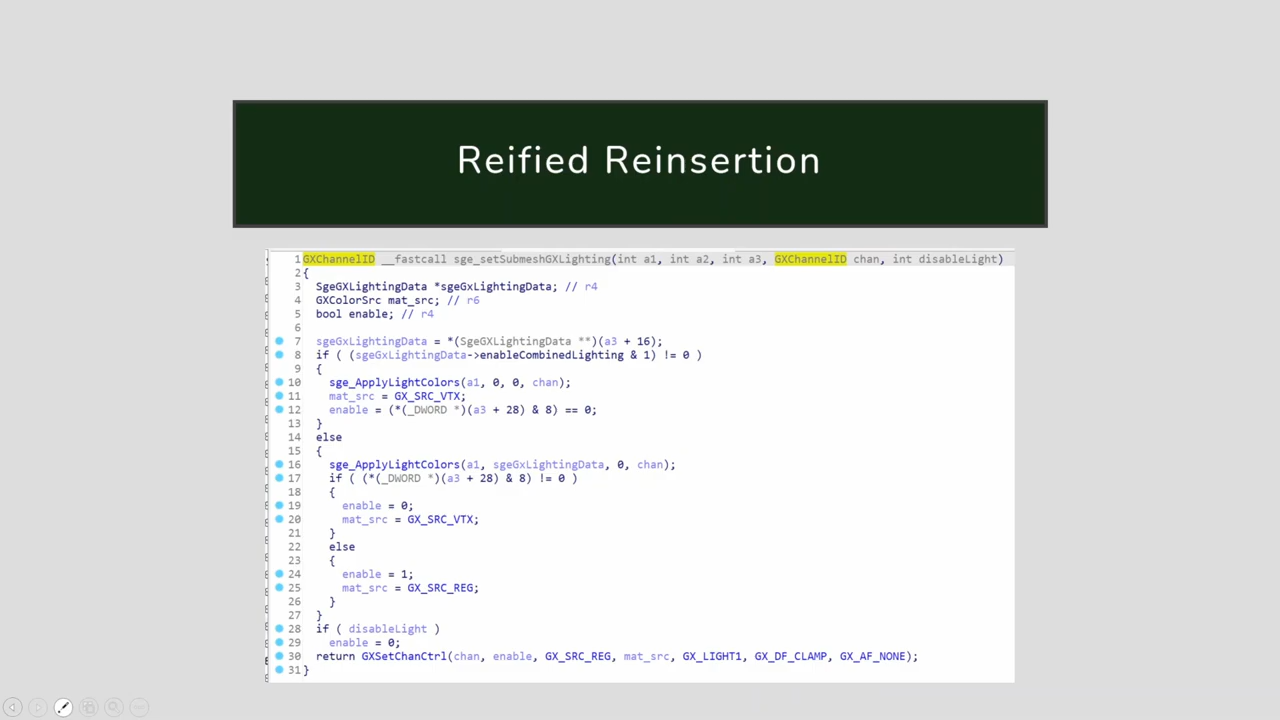 Reified Reinsertion
1 GXChannelID __fastcall sge_setSubmeshGXLighting(int a1, int a2, int a3, GXChannelID chan, int disableLight)
2 {
3 SgeGXLightingData *sgeGxLightingData; // r4
4 GXColorSrc mat_src; // r6
5 bool enable; // r4
6
7 sgeGxLightingData = *(SgeGXLightingData **)(a3 + 16);
8 if ( (sgeGxLightingData->enableCombinedLighting & 1) != 0 )
9 {
10 sge_ApplyLightColors(a1, 0, 0, chan);
11 mat_src = GX_SRC_VTX;
12 enable = (*(_DWORD *)(a3 + 28) & 8) == 0;
13 }
14 else
15 {
16 sge_ApplyLightColors(a1, sgeGxLightingData, 0, chan);
17 if ( (*(_DWORD *)(a3 + 28) & 8) != 0 )
18 {
19 enable = 0;
20 mat_src = GX_SRC_VTX;
21 }
22 else
23 {
24 enable = 1;
25 mat_src = GX_SRC_REG;
26 }
27 }
28 if ( disableLight )
29 enable = 0;
30 return GXSetChanCtrl(chan, enable, GX_SRC_REG, mat_src, GX_LIGHT1, GX_DF_CLAMP, GX_AF_NONE);
31 }